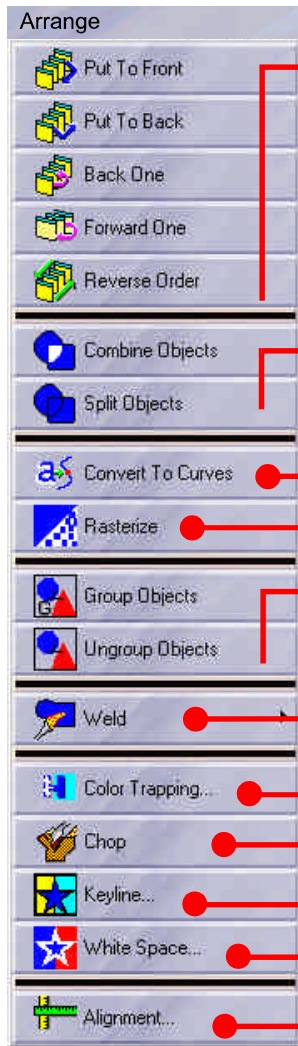 Arrange
Put To Front
Put To Back
Back One
Forward One
Reverse Order
Combine Objects
Split Objects
a
Convert To Curves
Rasterize
G
Group Objects
Ungroup Objects
Weld
Color Trapping...
Chop
Keyline...
White Space...
Alignment...